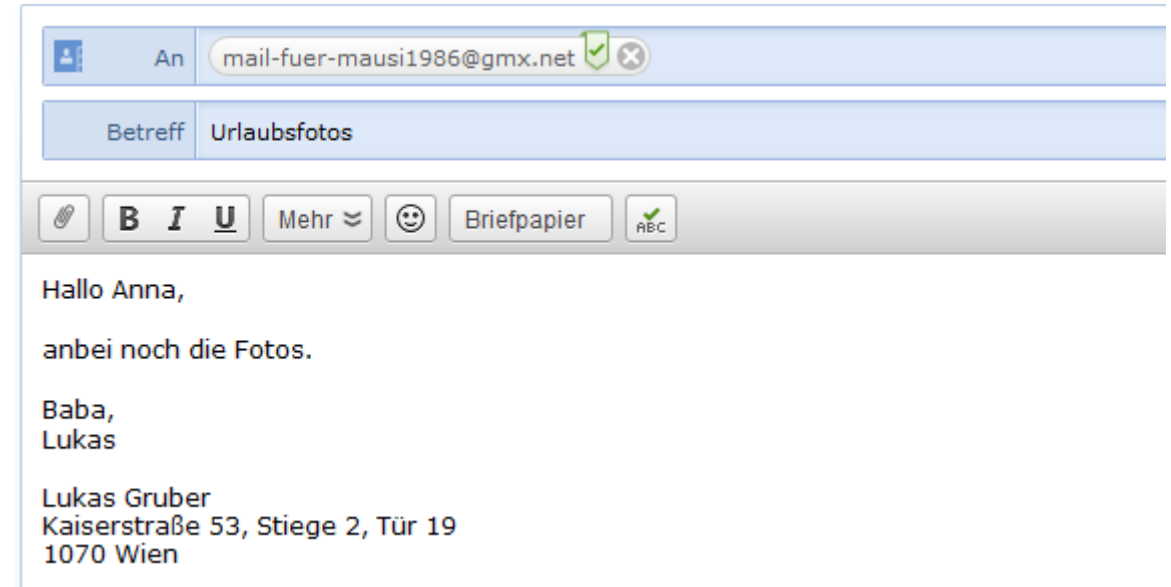 An mail-fuer-mausi1986@gmx.net
Betreff Urlaubsfotos
B I U Mehr Briefpapier ABC
Hallo Anna,
anbei noch die Fotos.
Baba,
Lukas
Lukas Gruber
Kaiserstraße 53, Stiege 2, Tür 19
1070 Wien